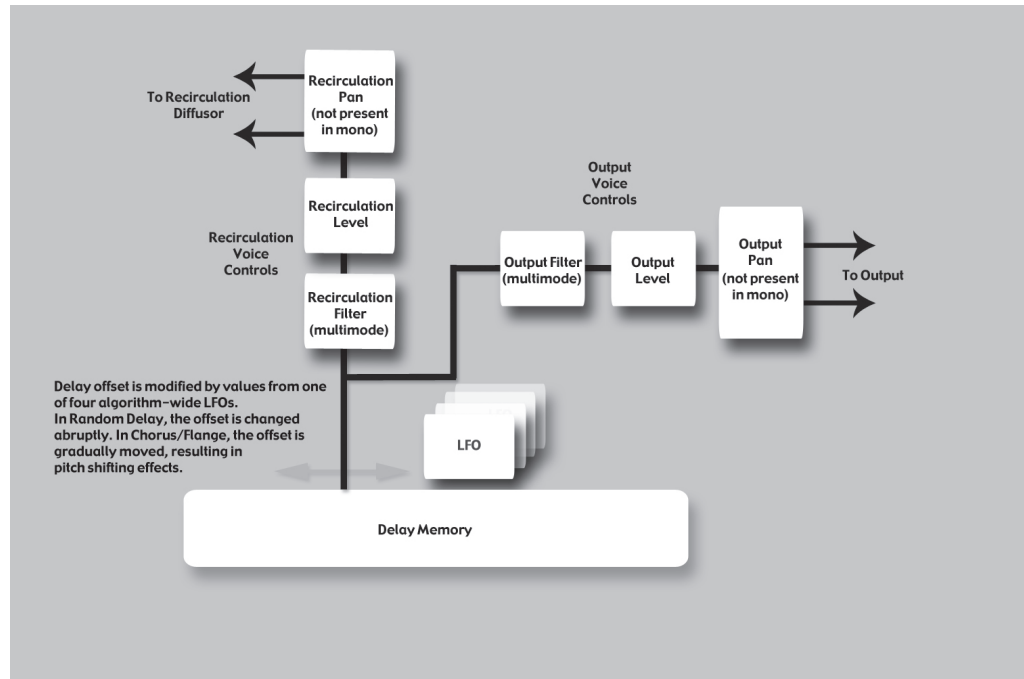 Recirculation
Pan
(not present
in mono)
To Recirculation
Diffusor
Recirculation
Level
Recirculation
Voice
Controls
Recirculation
Filter
(multimode)
Output
Voice
Controls
Output Filter
(multimode)
Output
Level
Output
Pan
(not present
in mono)
To Output
Delay offset is modified by values from one
of four algorithm-wide LFOs.
In Random Delay, the offset is changed
abruptly. In Chorus/Flange, the offset is
gradually moved, resulting in
pitch shifting effects.
LFO
Delay Memory